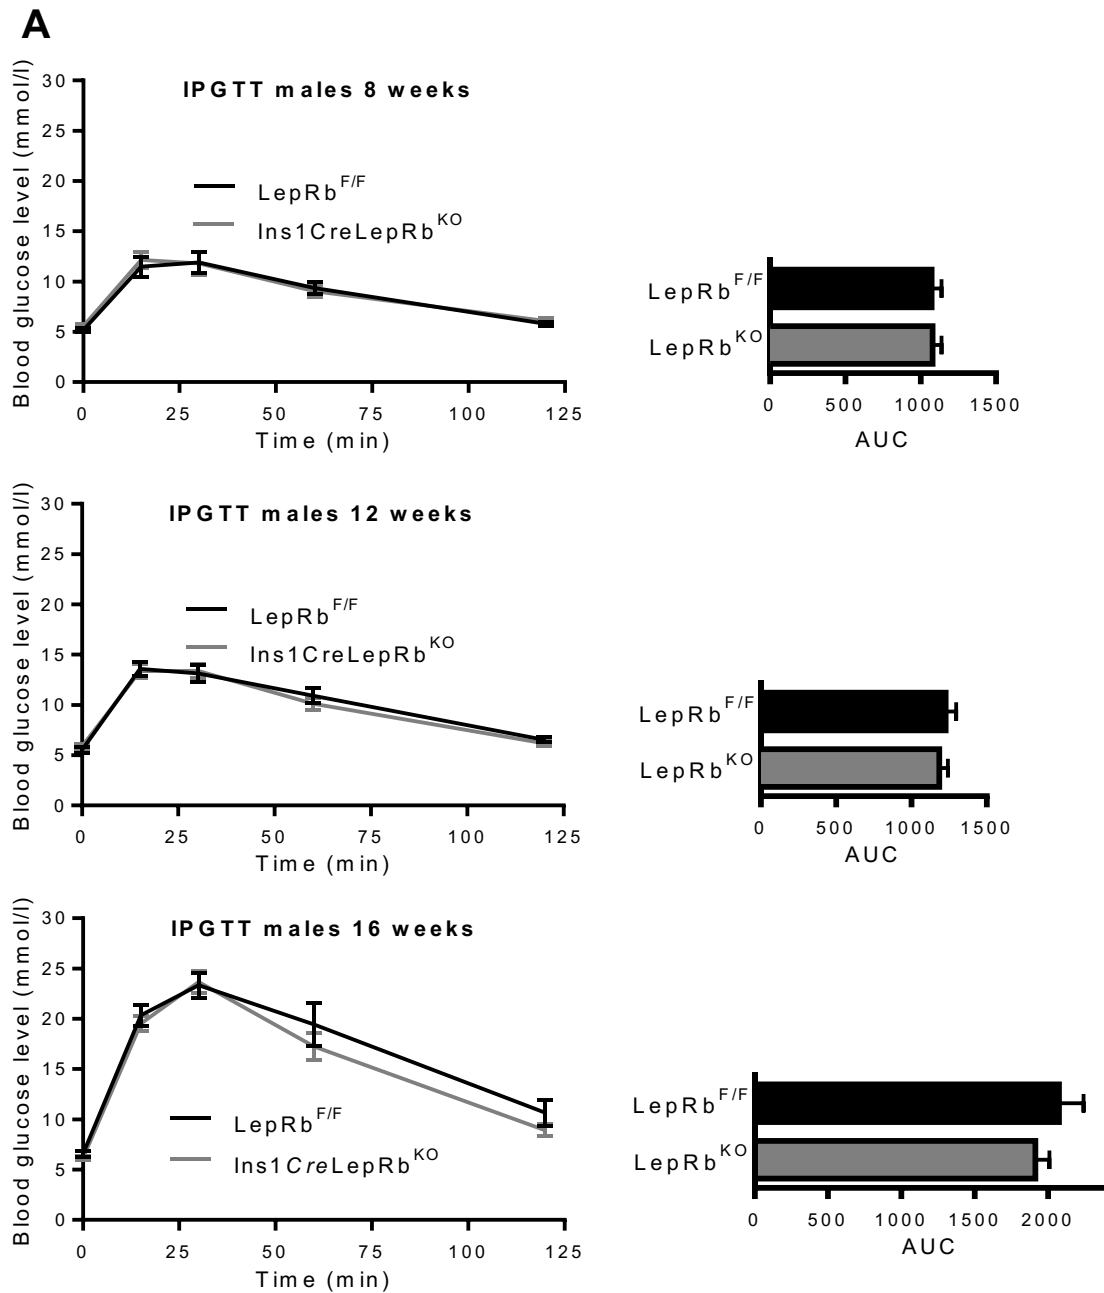 A
IPGTT males 8 weeks
Blood glucose level (mmol/l)
30
25
20
15
10
5
0
LepRb^F/F
Ins1CreLepRb^KO
0 25 50 75 100 125
Time (min)
LepRb^F/F
LepRb^KO
0 500 1000 1500
AUC
IPGTT males 12 weeks
Blood glucose level (mmol/l)
30
25
20
15
10
5
0
LepRb^F/F
Ins1CreLepRb^KO
0 25 50 75 100 125
Time (min)
LepRb^F/F
LepRb^KO
0 500 1000 1500
AUC
IPGTT males 16 weeks
Blood glucose level (mmol/l)
30
25
20
15
10
5
0
LepRb^F/F
Ins1CreLepRb^KO
0 25 50 75 100 125
Time (min)
LepRb^F/F
LepRb^KO
0 500 1000 1500 2000
AUC